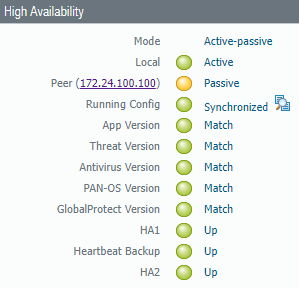 High Availability
Mode Active-passive
Local Active
Peer (172.24.100.100) Passive
Running Config Synchronized
App Version Match
Threat Version Match
Antivirus Version Match
PAN-OS Version Match
GlobalProtect Version Match
HA1 Up
Heartbeat Backup Up
HA2 Up